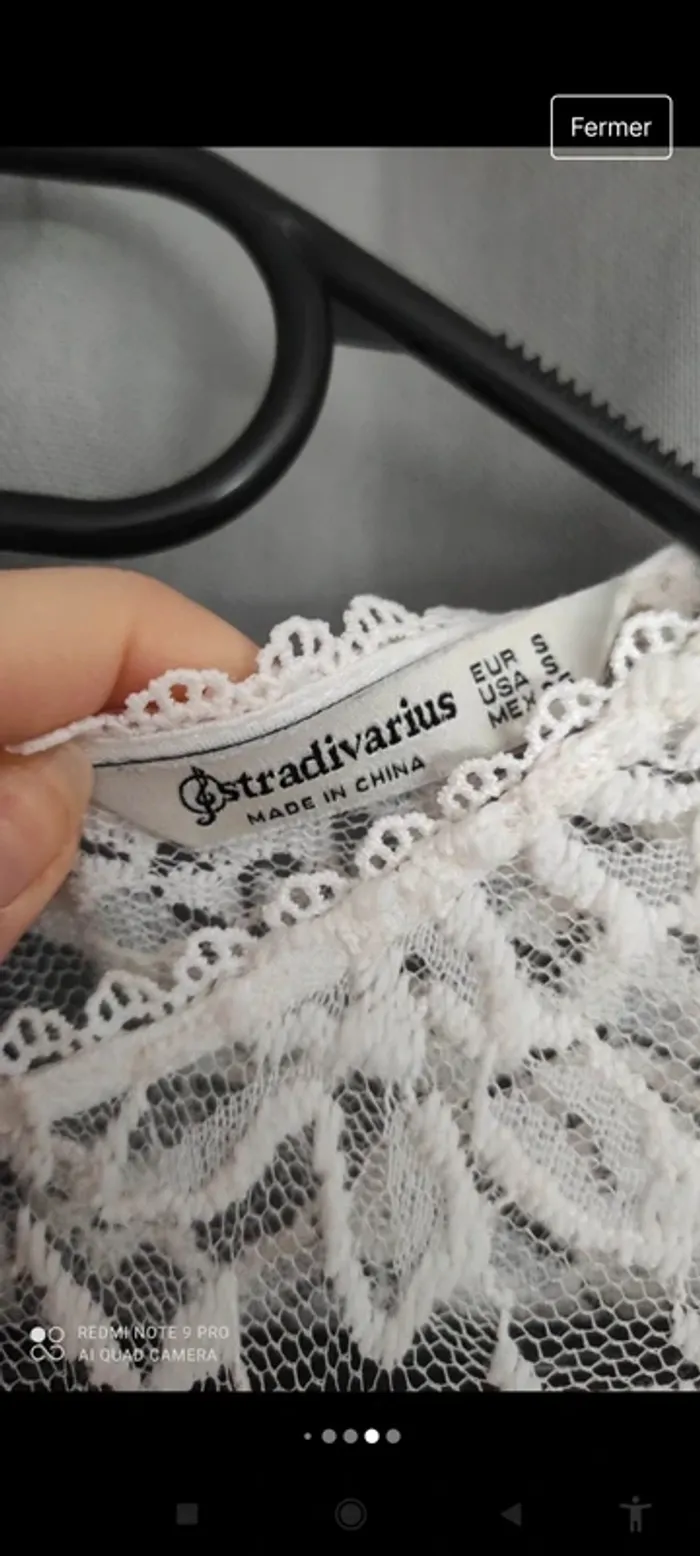 Fermer
EUR S
USA S
MEX
stradivarius
MADE IN CHINA
REDMI NOTE 9 PRO
AI QUAD CAMERA